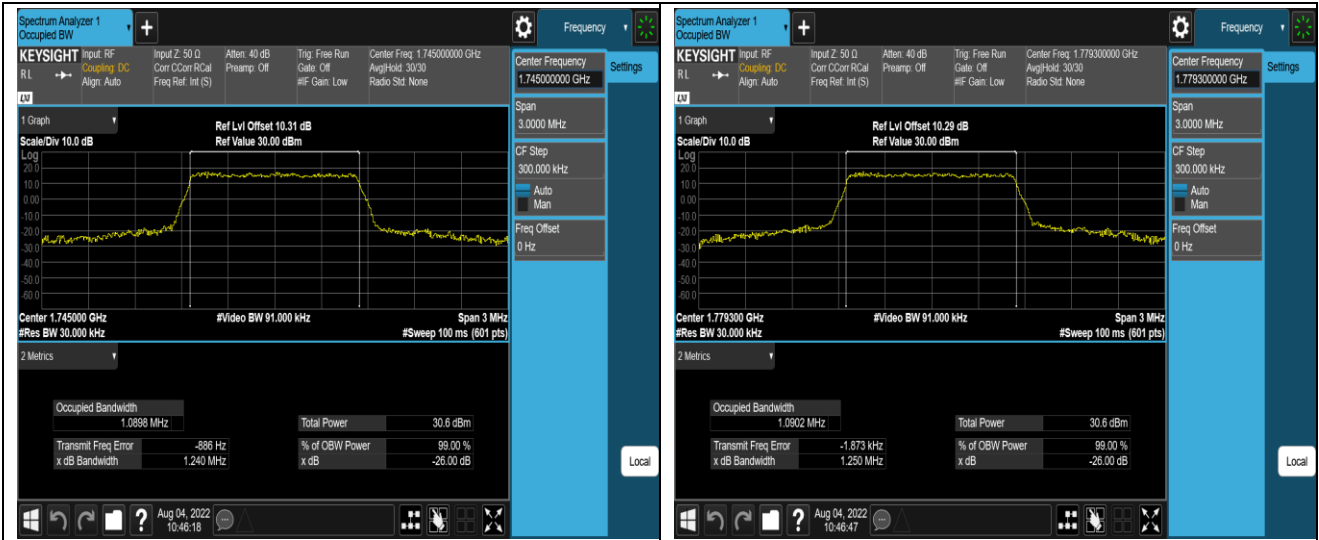 Spectrum Analyzer 1
Occupied BW
+
Frequency
KEYSIGHT
RL
LXI
Input: RF
Coupling: DC
Align: Auto
Input Z: 50 Ω
Corr CCorr RCal
Freq Ref: Int (S)
Atten: 40 dB
Preamp: Off
Trig: Free Run
Gate: Off
#IF Gain: Low
Center Freq: 1.745000000 GHz
Avg|Hold: 30/30
Radio Std: None
Center Frequency
1.745000000 GHz
Settings
Span
3.0000 MHz
CF Step
300.000 kHz
Auto
Man
Freq Offset
0 Hz
Local
1 Graph
Scale/Div 10.0 dB
Ref Lvl Offset 10.31 dB
Ref Value 30.00 dBm
Log
20.0
10.0
0.00
-10.0
-20.0
-30.0
-40.0
-50.0
-60.0
Center 1.745000 GHz
#Video BW 91.000 kHz
Span 3 MHz
#Res BW 30.000 kHz
#Sweep 100 ms (601 pts)
2 Metrics
Occupied Bandwidth
1.0898 MHz
Total Power 30.6 dBm
Transmit Freq Error -886 Hz
% of OBW Power 99.00 %
x dB Bandwidth 1.240 MHz
x dB -26.00 dB
?
Aug 04, 2022
10:46:18
Spectrum Analyzer 1
Occupied BW
+
Frequency
KEYSIGHT
RL
LXI
Input: RF
Coupling: DC
Align: Auto
Input Z: 50 Ω
Corr CCorr RCal
Freq Ref: Int (S)
Atten: 40 dB
Preamp: Off
Trig: Free Run
Gate: Off
#IF Gain: Low
Center Freq: 1.779300000 GHz
Avg|Hold: 30/30
Radio Std: None
Center Frequency
1.779300000 GHz
Settings
Span
3.0000 MHz
CF Step
300.000 kHz
Auto
Man
Freq Offset
0 Hz
Local
1 Graph
Scale/Div 10.0 dB
Ref Lvl Offset 10.29 dB
Ref Value 30.00 dBm
Log
20.0
10.0
0.00
-10.0
-20.0
-30.0
-40.0
-50.0
-60.0
Center 1.779300 GHz
#Video BW 91.000 kHz
Span 3 MHz
#Res BW 30.000 kHz
#Sweep 100 ms (601 pts)
2 Metrics
Occupied Bandwidth
1.0902 MHz
Total Power 30.6 dBm
Transmit Freq Error -1.873 kHz
% of OBW Power 99.00 %
x dB Bandwidth 1.250 MHz
x dB -26.00 dB
?
Aug 04, 2022
10:46:47